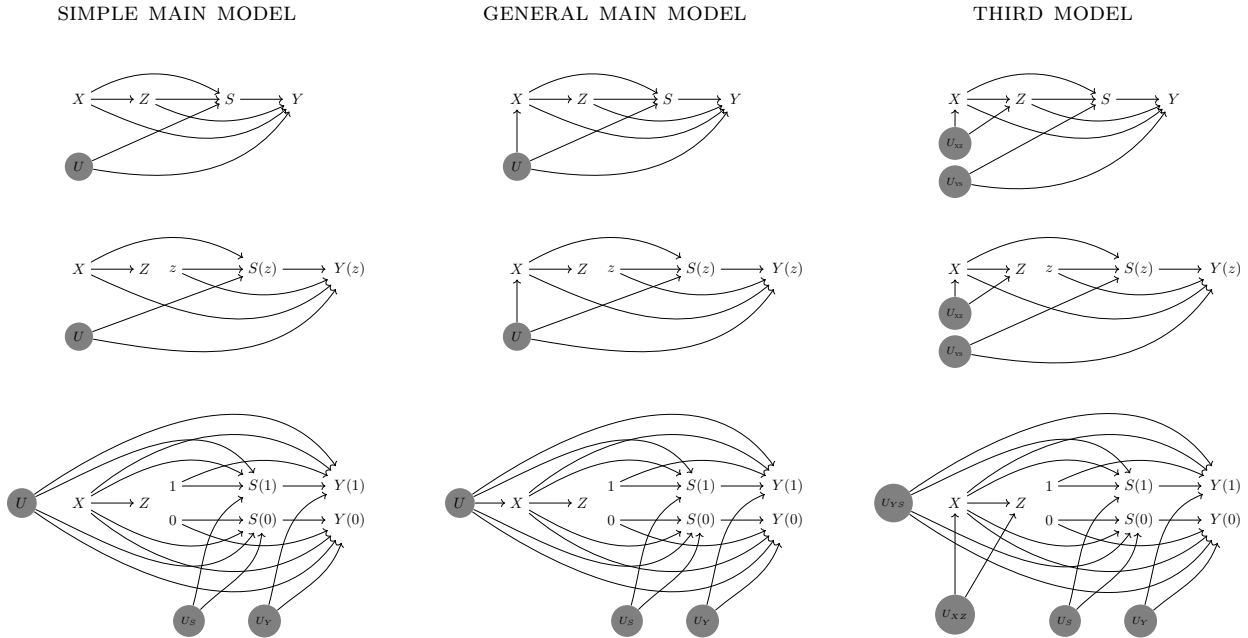 SIMPLE MAIN MODEL GENERAL MAIN MODEL THIRD MODEL
X Z S Y X Z S Y X Z S Y
U_XZ
U U U_YS
X Z z S(z) Y(z) X Z z S(z) Y(z) X Z z S(z) Y(z)
U_XZ
U U U_YS
1 S(1) Y(1) 1 S(1) Y(1) 1 S(1) Y(1)
U X Z U X Z U_YS X Z
0 S(0) Y(0) 0 S(0) Y(0) 0 S(0) Y(0)
U_S U_Y U_S U_Y U_XZ U_S U_Y